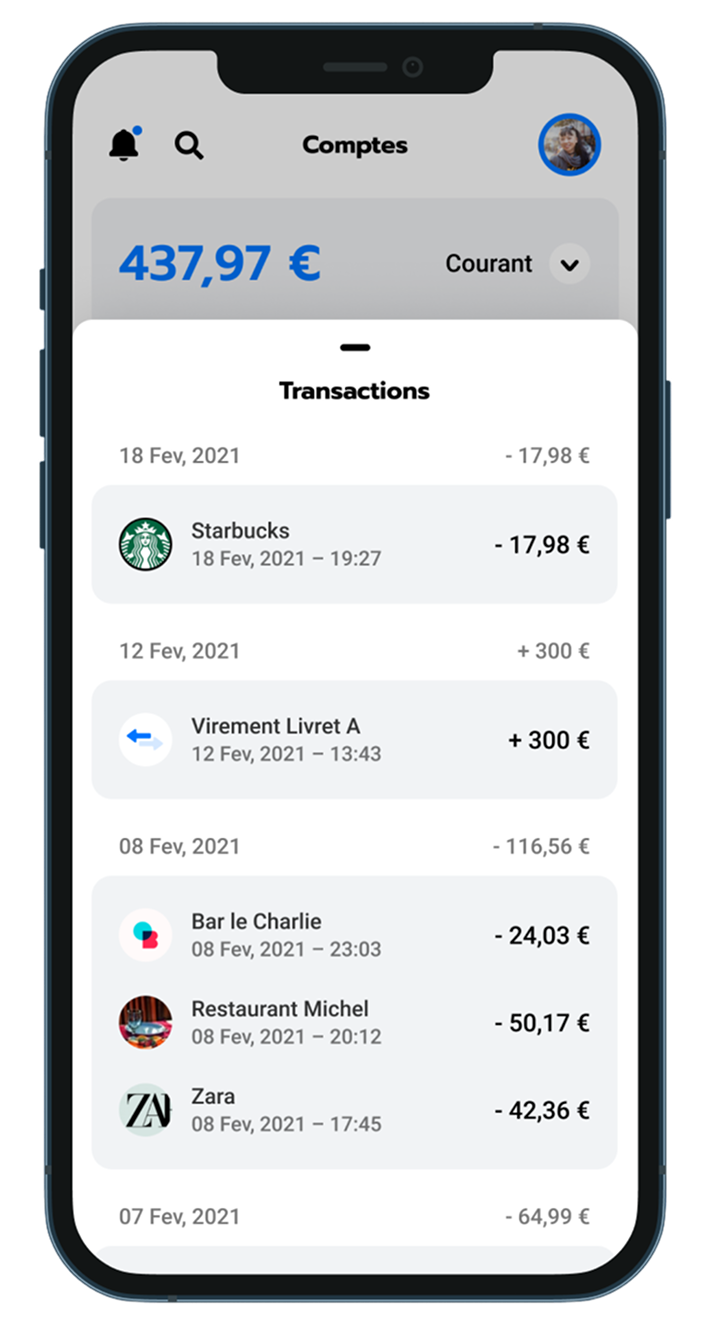 Comptes
437,97 € Courant
Transactions
18 Fev, 2021 - 17,98 €
Starbucks
18 Fev, 2021 – 19:27 - 17,98 €
12 Fev, 2021 + 300 €
Virement Livret A
12 Fev, 2021 – 13:43 + 300 €
08 Fev, 2021 - 116,56 €
Bar le Charlie
08 Fev, 2021 – 23:03 - 24,03 €
Restaurant Michel
08 Fev, 2021 – 20:12 - 50,17 €
ZA
Zara
08 Fev, 2021 – 17:45 - 42,36 €
07 Fev, 2021 - 64,99 €